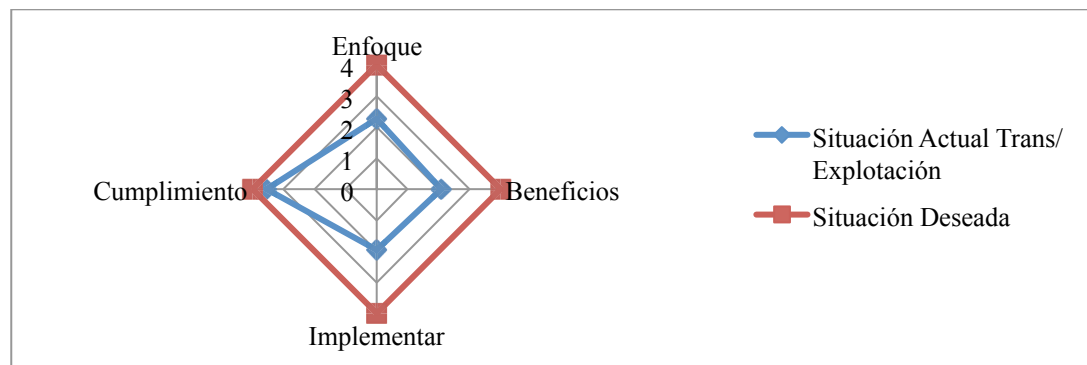 Enfoque
4
3
2
1
0
Cumplimiento
Beneficios
Implementar
Situación Actual Trans/
Explotación
Situación Deseada